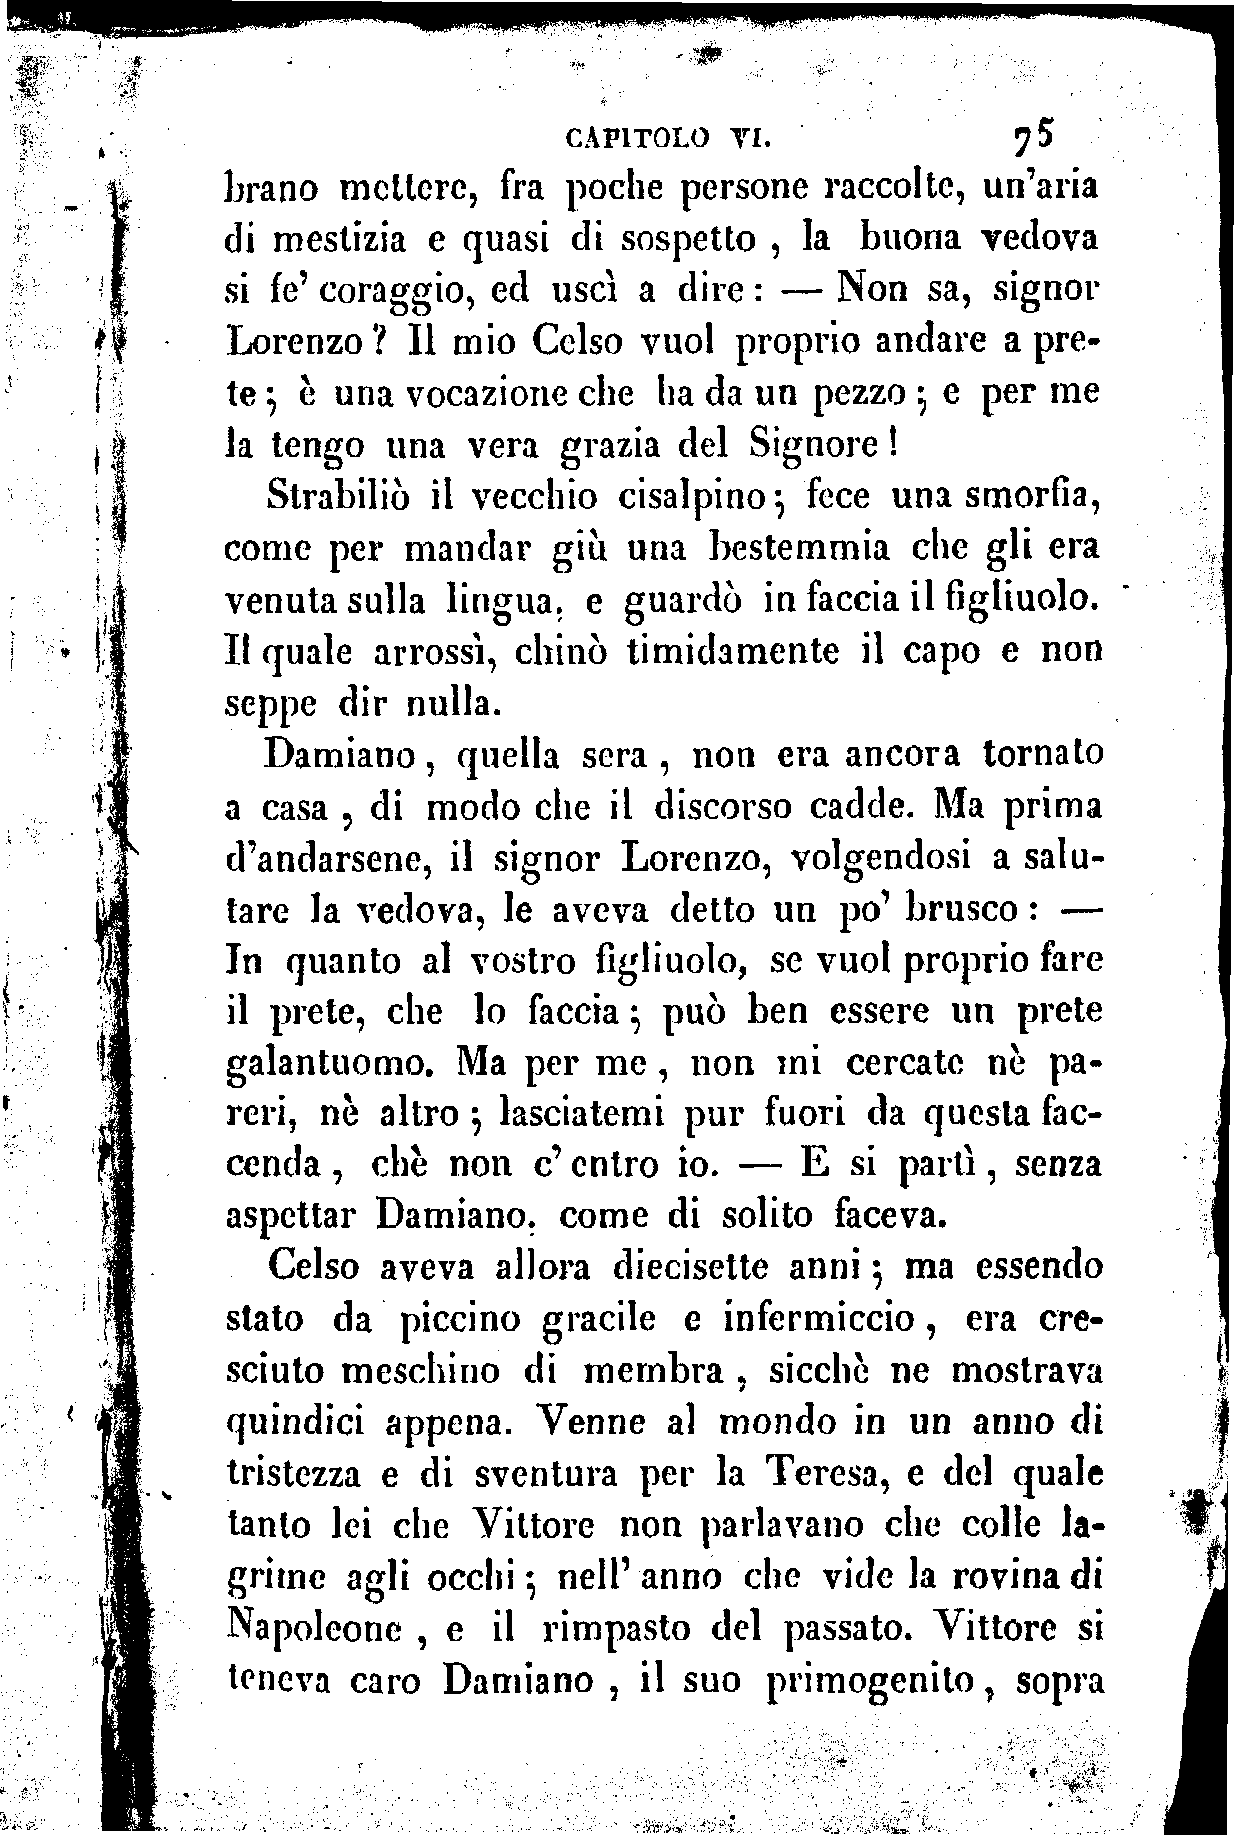 CAPITOLO VI. 75
brano mettere, fra poche persone raccolte, un'aria
di mestizia e quasi di sospetto , la buona vedova
si fe' coraggio, ed uscì a dire : — Non sa, signor
Lorenzo ? Il mio Celso vuol proprio andare a pre-
te ; è una vocazione che ha da un pezzo ; e per me
la tengo una vera grazia del Signore !
Strabiliò il vecchio cisalpino ; fece una smorfia,
come per mandar giù una bestemmia che gli era
venuta sulla lingua, e guardò in faccia il figliuolo.
Il quale arrossì, chinò timidamente il capo e non
seppe dir nulla.
Damiano , quella sera , non era ancora tornato
a casa , di modo che il discorso cadde. Ma prima
d'andarsene, il signor Lorenzo, volgendosi a salu-
tare la vedova, le aveva detto un po' brusco : —
In quanto al vostro figliuolo, se vuol proprio fare
il prete, che lo faccia ; può ben essere un prete
galantuomo. Ma per me , non mi cercate nè pa-
reri, nè altro ; lasciatemi pur fuori da questa fac-
cenda , chè non c' entro io. — E si partì , senza
aspettar Damiano, come di solito faceva.
Celso aveva allora diecisette anni ; ma essendo
stato da piccino gracile e infermiccio , era cre-
sciuto meschino di membra , sicchè ne mostrava
quindici appena. Venne al mondo in un anno di
tristezza e di sventura per la Teresa, e del quale
tanto lei che Vittore non parlavano che colle la-
grime agli occhi ; nell' anno che vide la rovina di
Napoleone , e il rimpasto del passato. Vittore si
teneva caro Damiano , il suo primogenito , sopra